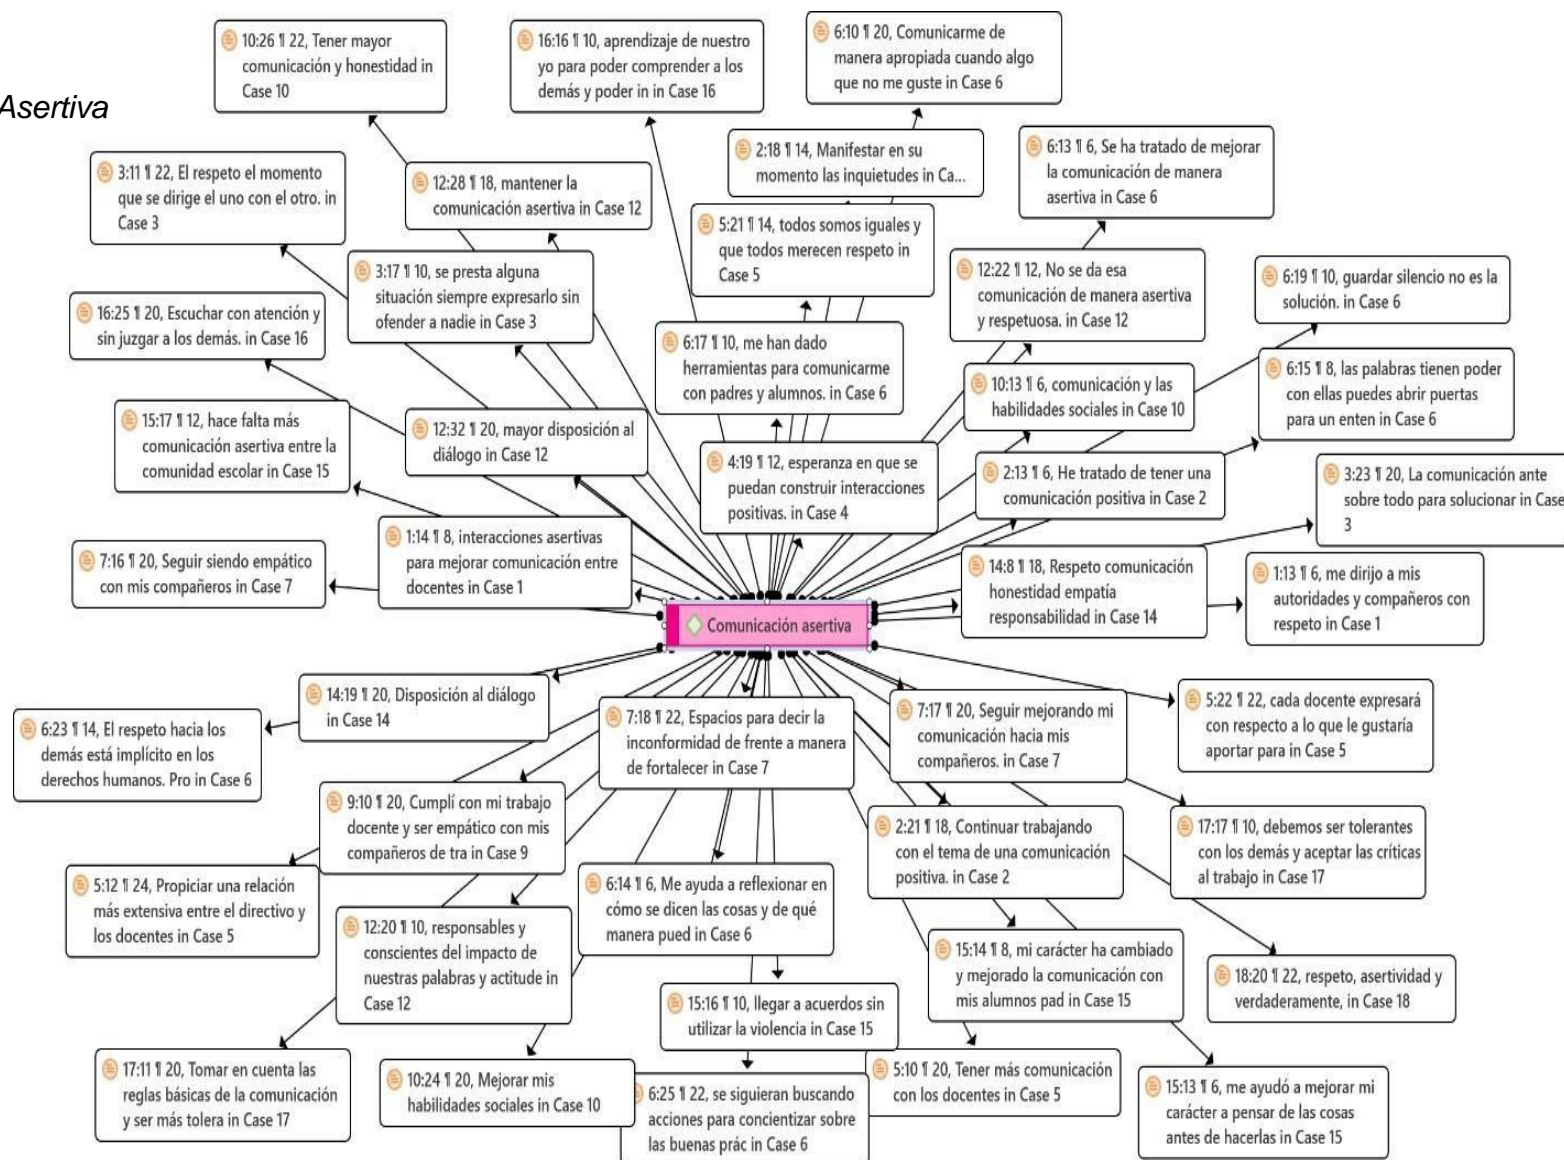 Asertiva
10:26 ¶ 22, Tener mayor
comunicación y honestidad in
Case 10
16:16 ¶ 10, aprendizaje de nuestro
yo para poder comprender a los
demás y poder in in Case 16
6:10 ¶ 20, Comunicarme de
manera apropiada cuando algo
que no me guste in Case 6
2:18 ¶ 14, Manifestar en su
momento las inquietudes in Ca...
6:13 ¶ 6, Se ha tratado de mejorar
la comunicación de manera
asertiva in Case 6
3:11 ¶ 22, El respeto el momento
que se dirige el uno con el otro. in
Case 3
12:28 ¶ 18, mantener la
comunicación asertiva in Case 12
5:21 ¶ 14, todos somos iguales y
que todos merecen respeto in
Case 5
3:17 ¶ 10, se presta alguna
situación siempre expresarlo sin
ofender a nadie in Case 3
12:22 ¶ 12, No se da esa
comunicación de manera asertiva
y respetuosa. in Case 12
6:19 ¶ 10, guardar silencio no es la
solución. in Case 6
16:25 ¶ 20, Escuchar con atención y
sin juzgar a los demás. in Case 16
6:17 ¶ 10, me han dado
herramientas para comunicarme
con padres y alumnos. in Case 6
10:13 ¶ 6, comunicación y las
habilidades sociales in Case 10
6:15 ¶ 8, las palabras tienen poder
con ellas puedes abrir puertas
para un enten in Case 6
15:17 ¶ 12, hace falta más
comunicación asertiva entre la
comunidad escolar in Case 15
12:32 ¶ 20, mayor disposición al
diálogo in Case 12
4:19 ¶ 12, esperanza en que se
puedan construir interacciones
positivas. in Case 4
2:13 ¶ 6, He tratado de tener una
comunicación positiva in Case 2
3:23 ¶ 20, La comunicación ante
sobre todo para solucionar in Case
3
7:16 ¶ 20, Seguir siendo empático
con mis compañeros in Case 7
1:14 ¶ 8, interacciones asertivas
para mejorar comunicación entre
docentes in Case 1
14:8 ¶ 18, Respeto comunicación
honestidad empatía
responsabilidad in Case 14
1:13 ¶ 6, me dirijo a mis
autoridades y compañeros con
respeto in Case 1
Comunicación asertiva
14:19 ¶ 20, Disposición al diálogo
in Case 14
6:23 ¶ 14, El respeto hacia los
demás está implícito en los
derechos humanos. Pro in Case 6
7:18 ¶ 22, Espacios para decir la
inconformidad de frente a manera
de fortalecer in Case 7
7:17 ¶ 20, Seguir mejorando mi
comunicación hacia mis
compañeros. in Case 7
5:22 ¶ 22, cada docente expresará
con respecto a lo que le gustaría
aportar para in Case 5
9:10 ¶ 20, Cumplí con mi trabajo
docente y ser empático con mis
compañeros de tra in Case 9
2:21 ¶ 18, Continuar trabajando
con el tema de una comunicación
positiva. in Case 2
17:17 ¶ 10, debemos ser tolerantes
con los demás y aceptar las críticas
al trabajo in Case 17
5:12 ¶ 24, Propiciar una relación
más extensiva entre el directivo y
los docentes in Case 5
6:14 ¶ 6, Me ayuda a reflexionar en
cómo se dicen las cosas y de qué
manera pued in Case 6
12:20 ¶ 10, responsables y
conscientes del impacto de
nuestras palabras y actitude in
Case 12
15:14 ¶ 8, mi carácter ha cambiado
y mejorado la comunicación con
mis alumnos pad in Case 15
18:20 ¶ 22, respeto, asertividad y
verdaderamente, in Case 18
15:16 ¶ 10, llegar a acuerdos sin
utilizar la violencia in Case 15
17:11 ¶ 20, Tomar en cuenta las
reglas básicas de la comunicación
y ser más tolera in Case 17
10:24 ¶ 20, Mejorar mis
habilidades sociales in Case 10
6:25 ¶ 22, se siguieran buscando
acciones para concientizar sobre
las buenas prác in Case 6
5:10 ¶ 20, Tener más comunicación
con los docentes in Case 5
15:13 ¶ 6, me ayudó a mejorar mi
carácter a pensar de las cosas
antes de hacerlas in Case 15